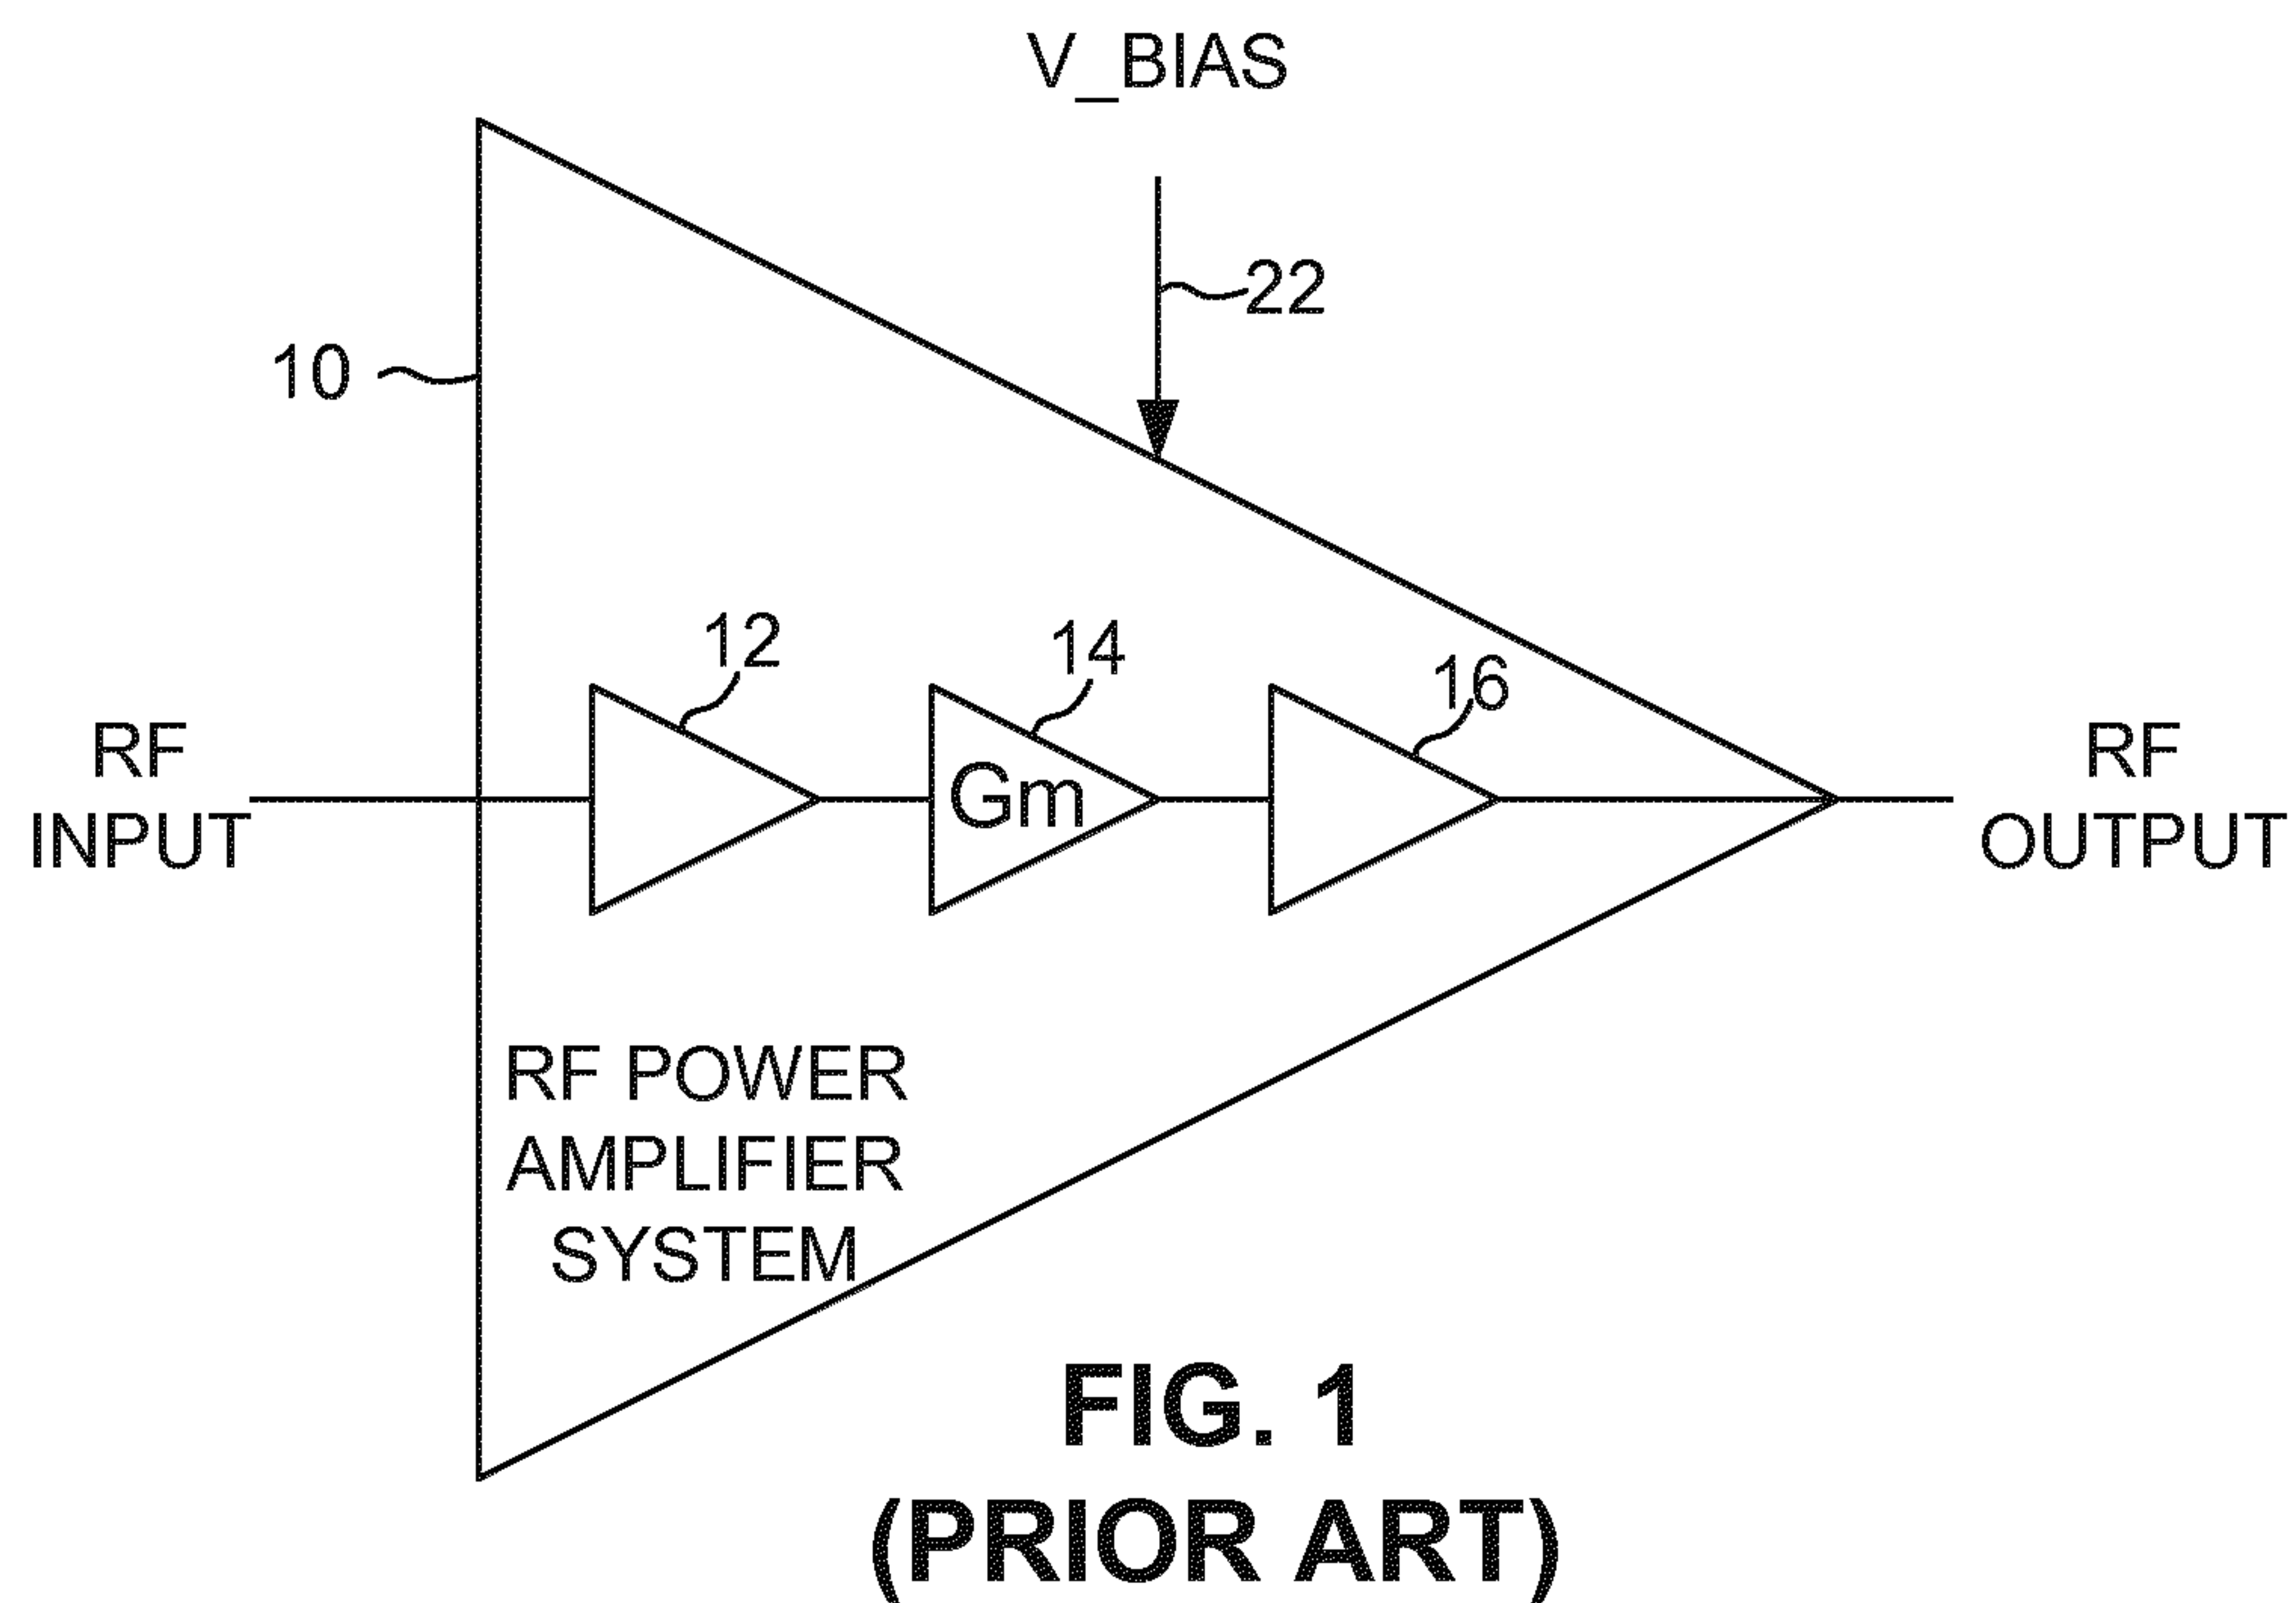 V_BIAS
22
10
12
14
16
Gm
RF
INPUT
RF
OUTPUT
RF POWER
AMPLIFIER
SYSTEM
FIG. 1
(PRIOR ART)